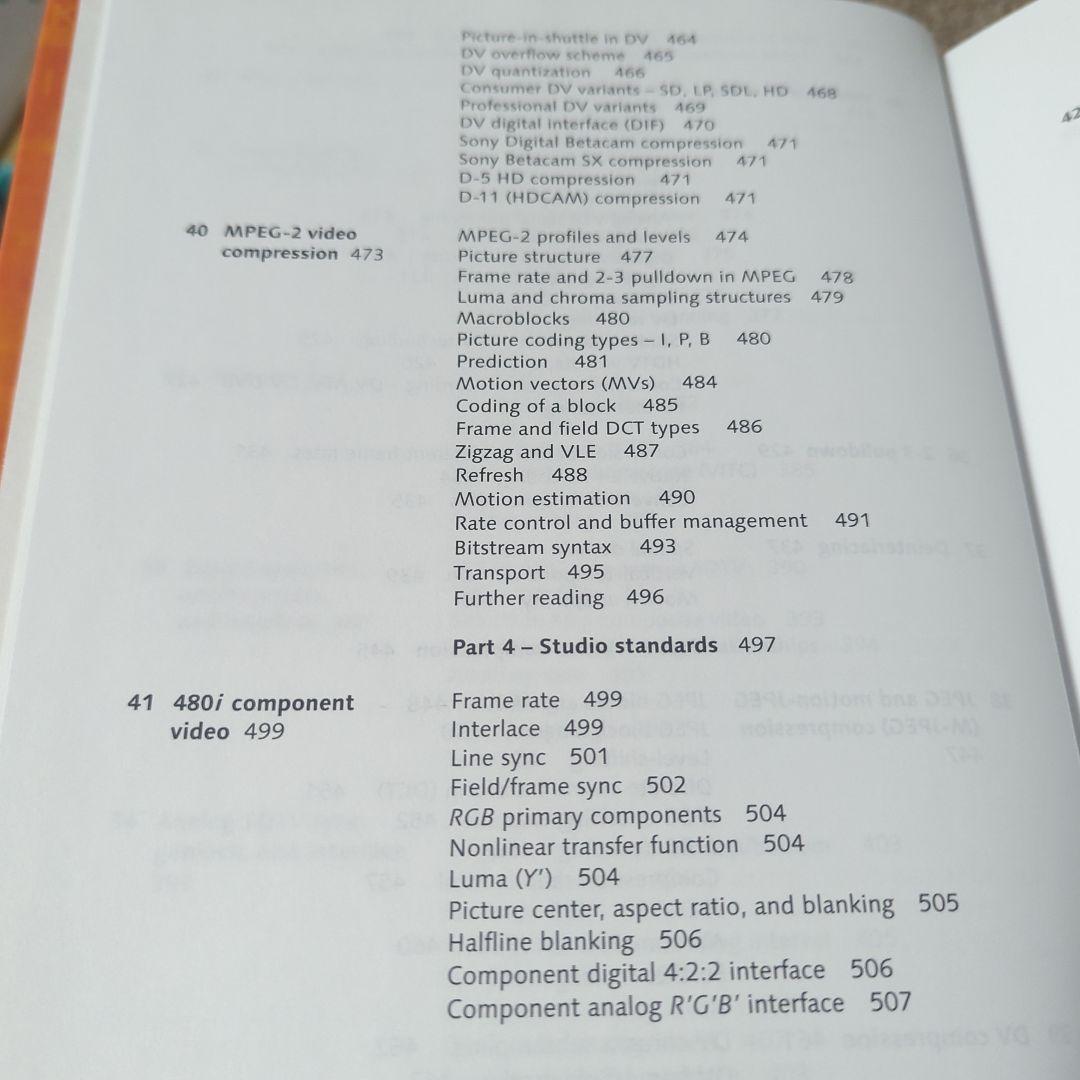 Picture-in-shuttle in DV 464
DV overflow scheme 465
DV quantization 466
Consumer DV variants – SD, LP, SDL, HD 468
Professional DV variants 469
DV digital interface (DIF) 470
Sony Digital Betacam compression 471
Sony Betacam SX compression 471
D-5 HD compression 471
D-11 (HDCAM) compression 471
40 MPEG-2 video
compression 473
MPEG-2 profiles and levels 474
Picture structure 477
Frame rate and 2-3 pulldown in MPEG 478
Luma and chroma sampling structures 479
Macroblocks 480
Picture coding types – I, P, B 480
Prediction 481
Motion vectors (MVs) 484
Coding of a block 485
Frame and field DCT types 486
Zigzag and VLE 487
Refresh 488
Motion estimation 490
Rate control and buffer management 491
Bitstream syntax 493
Transport 495
Further reading 496
Part 4 – Studio standards 497
41 480i component
video 499
Frame rate 499
Interlace 499
Line sync 501
Field/frame sync 502
RGB primary components 504
Nonlinear transfer function 504
Luma (Y') 504
Picture center, aspect ratio, and blanking 505
Halfline blanking 506
Component digital 4:2:2 interface 506
Component analog R'G'B' interface 507
42